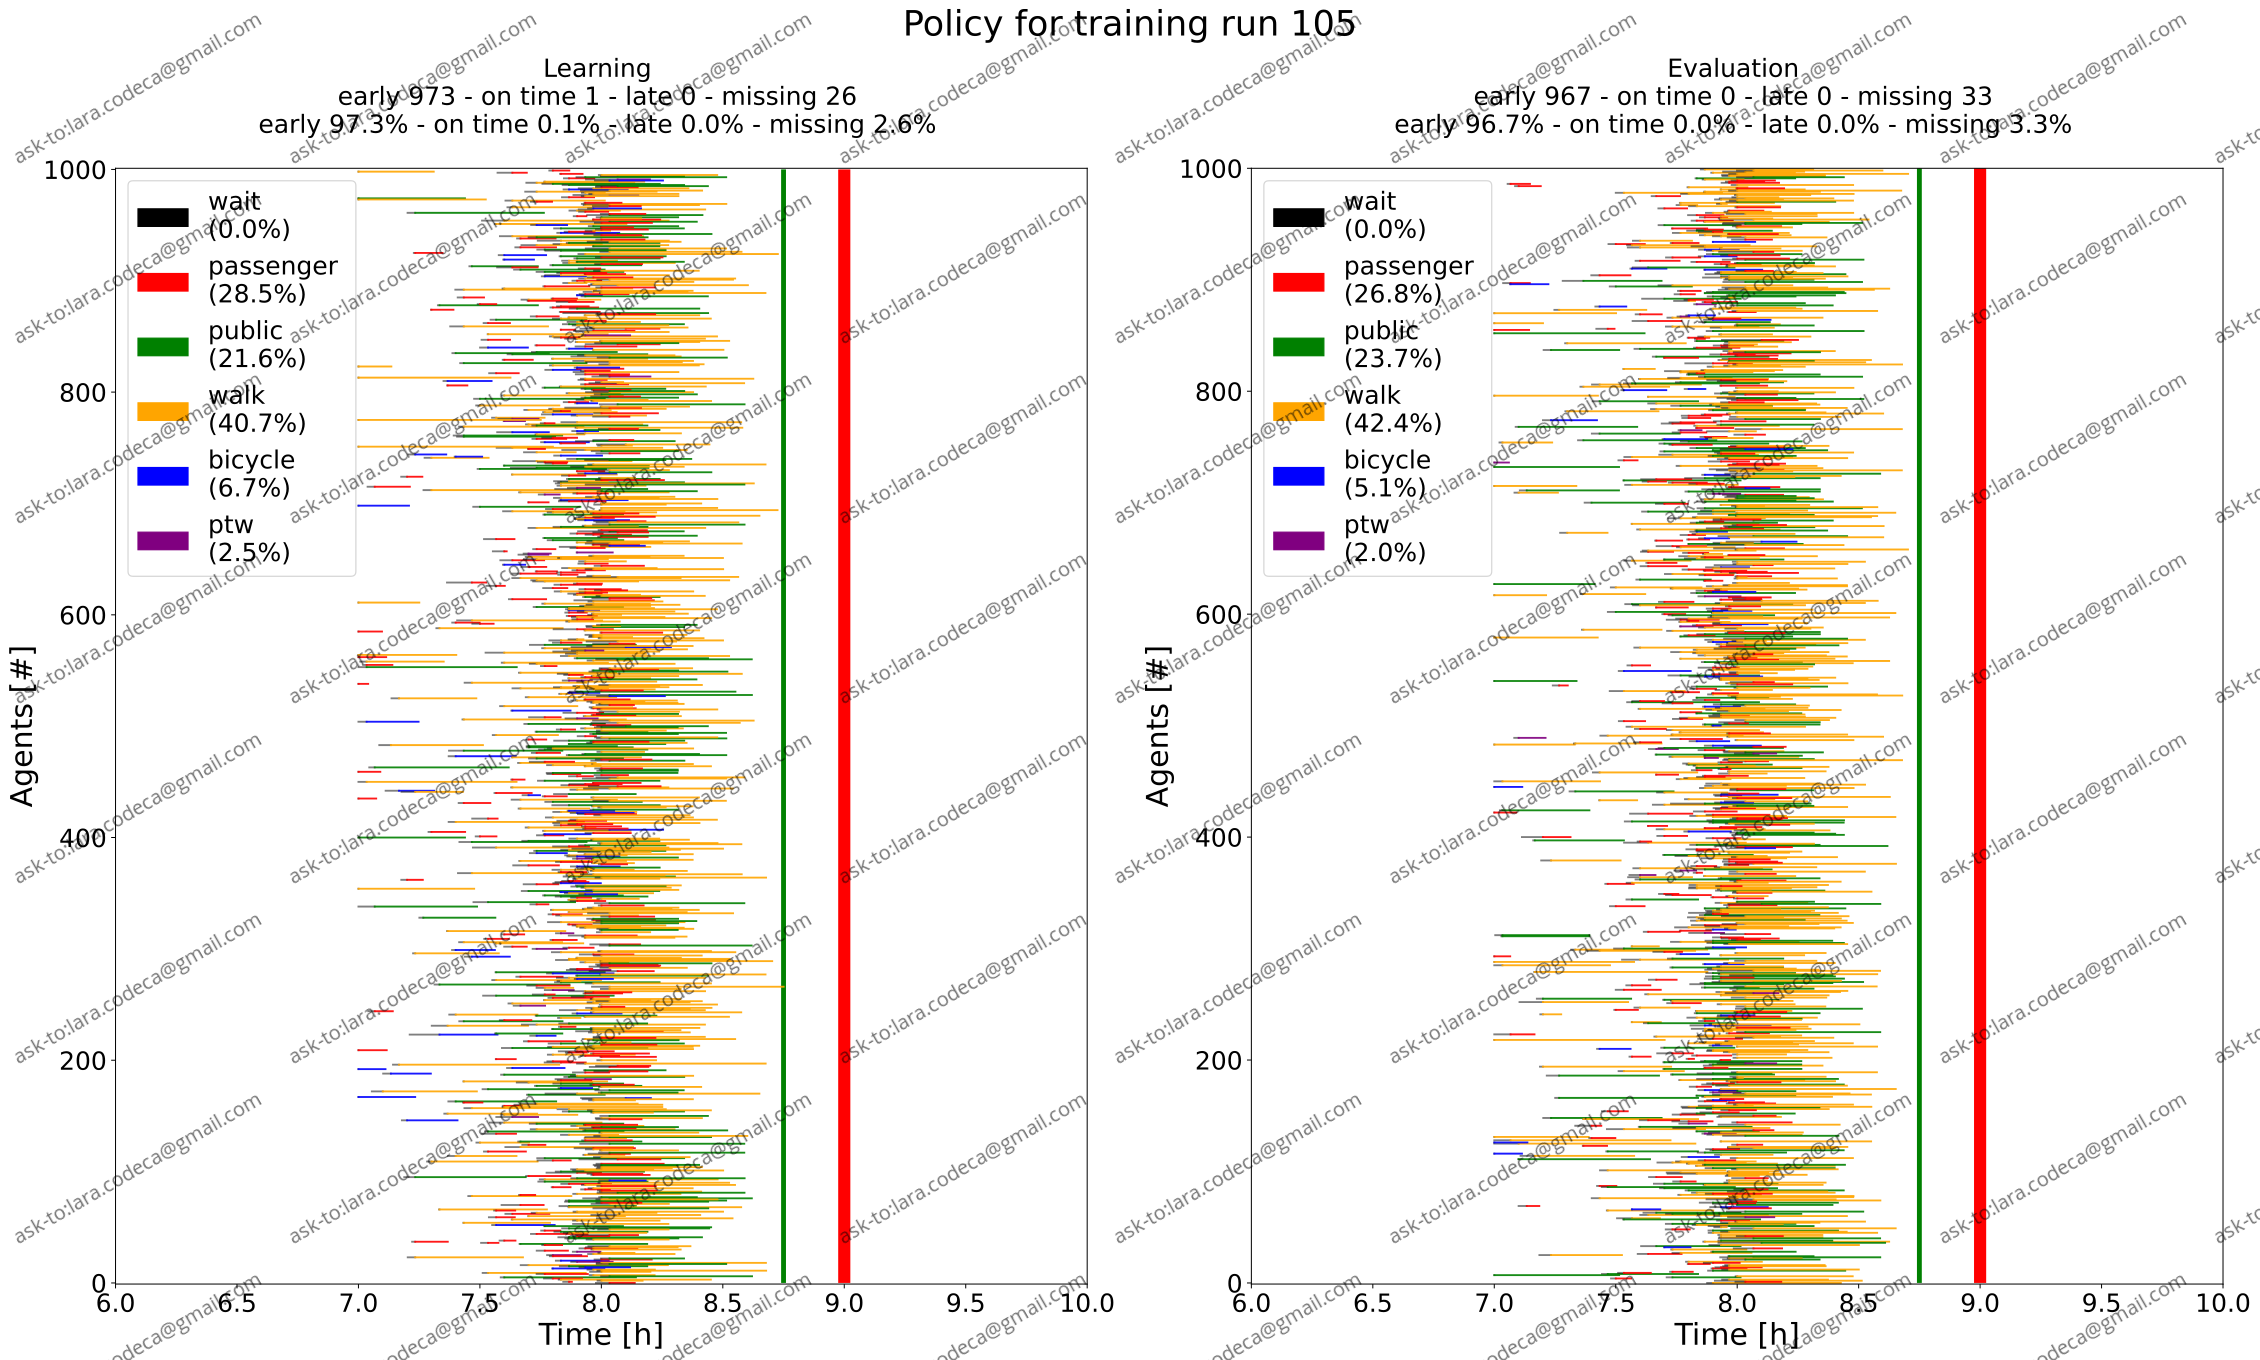 Policy for training run 105
Learning
early 973 - on time 1 - late 0 - missing 26
early 97.3% - on time 0.1% - late 0.0% - missing 2.6%
1000
800
600
400
200
0
Agents [#]
wait
(0.0%)
passenger
(28.5%)
public
(21.6%)
walk
(40.7%)
bicycle
(6.7%)
ptw
(2.5%)
6.0 6.5 7.0 7.5 8.0 8.5 9.0 9.5 10.0
Time [h]
Evaluation
early 967 - on time 0 - late 0 - missing 33
early 96.7% - on time 0.0% - late 0.0% - missing 3.3%
1000
800
600
400
200
0
Agents [#]
wait
(0.0%)
passenger
(26.8%)
public
(23.7%)
walk
(42.4%)
bicycle
(5.1%)
ptw
(2.0%)
6.0 6.5 7.0 7.5 8.0 8.5 9.0 9.5 10.0
Time [h]
ask-to:lara.codeca@gmail.com